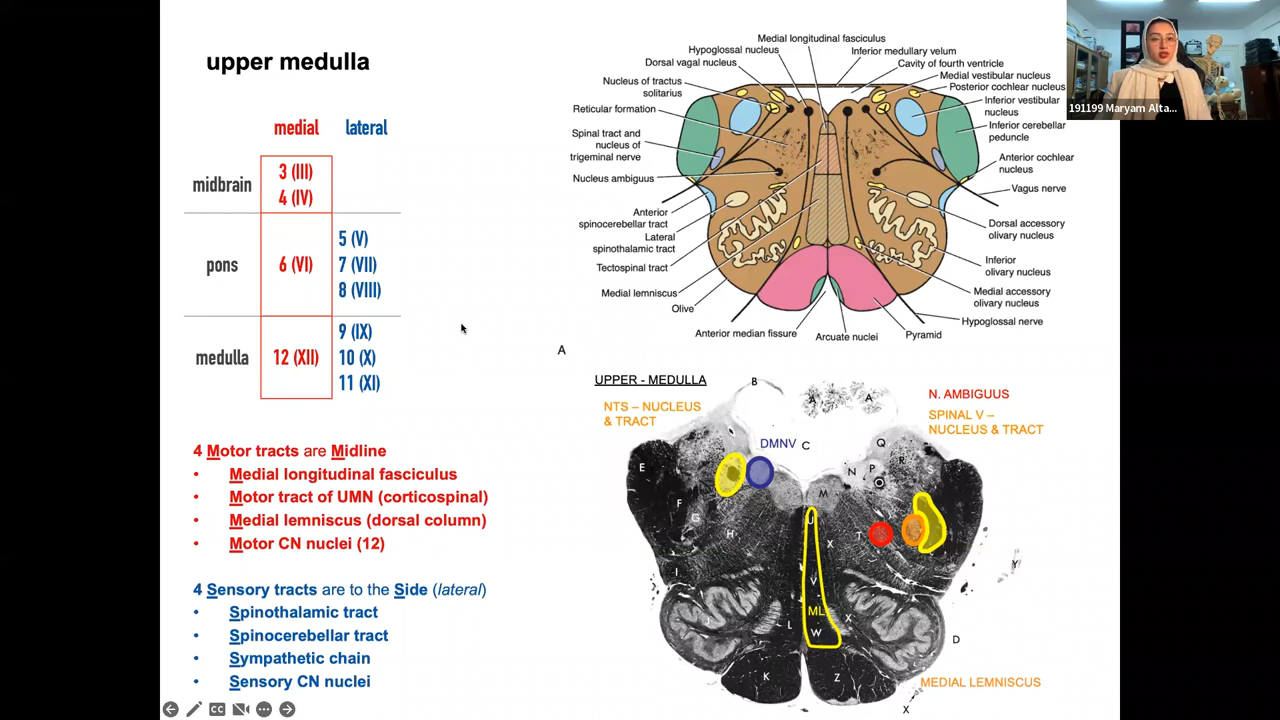 upper medulla
medial
lateral
midbrain
3 (III)
4 (IV)
pons
6 (VI)
5 (V)
7 (VII)
8 (VIII)
medulla
12 (XII)
9 (IX)
10 (X)
11 (XI)
4 Motor tracts are Midline
• Medial longitudinal fasciculus
• Motor tract of UMN (corticospinal)
• Medial lemniscus (dorsal column)
• Motor CN nuclei (12)
4 Sensory tracts are to the Side (lateral)
• Spinothalamic tract
• Spinocerebellar tract
• Sympathetic chain
• Sensory CN nuclei
Medial longitudinal fasciculus
Hypoglossal nucleus
Dorsal vagal nucleus
Nucleus of tractus
solitarius
Reticular formation
Spinal tract and
nucleus of
trigeminal nerve
Nucleus ambiguus
Anterior
spinocerebellar tract
Lateral
spinothalamic tract
Tectospinal tract
Medial lemniscus
Olive
Anterior median fissure
Arcuate nuclei
Pyramid
Inferior medullary velum
Cavity of fourth ventricle
Medial vestibular nucleus
Posterior cochlear nucleus
Inferior vestibular
nucleus
Inferior cerebellar
peduncle
Anterior cochlear
nucleus
Vagus nerve
Dorsal accessory
olivary nucleus
Inferior
olivary nucleus
Medial accessory
olivary nucleus
Hypoglossal nerve
A
191199 Maryam Alta...
UPPER - MEDULLA
NTS – NUCLEUS
& TRACT
DMNV
N. AMBIGUUS
SPINAL V –
NUCLEUS & TRACT
B
A
A
C
Q
E
N
P
R
S
O
F
M
G
U
H
X
T
I
V
Y
J
ML
L
W
X
D
K
Z
MEDIAL LEMNISCUS
X
CC